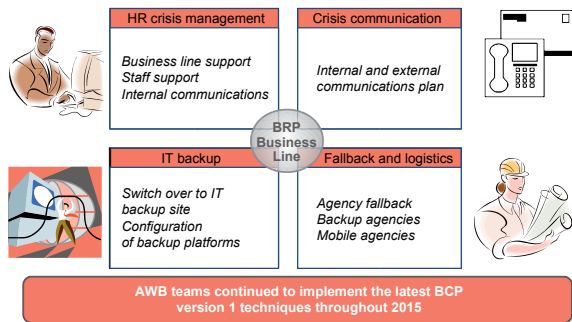 HR crisis management
Business line support
Staff support
Internal communications
Crisis communication
Internal and external
communications plan
BRP
Business
Line
IT backup
Switch over to IT
backup site
Configuration
of backup platforms
Fallback and logistics
Agency fallback
Backup agencies
Mobile agencies
AWB teams continued to implement the latest BCP
version 1 techniques throughout 2015